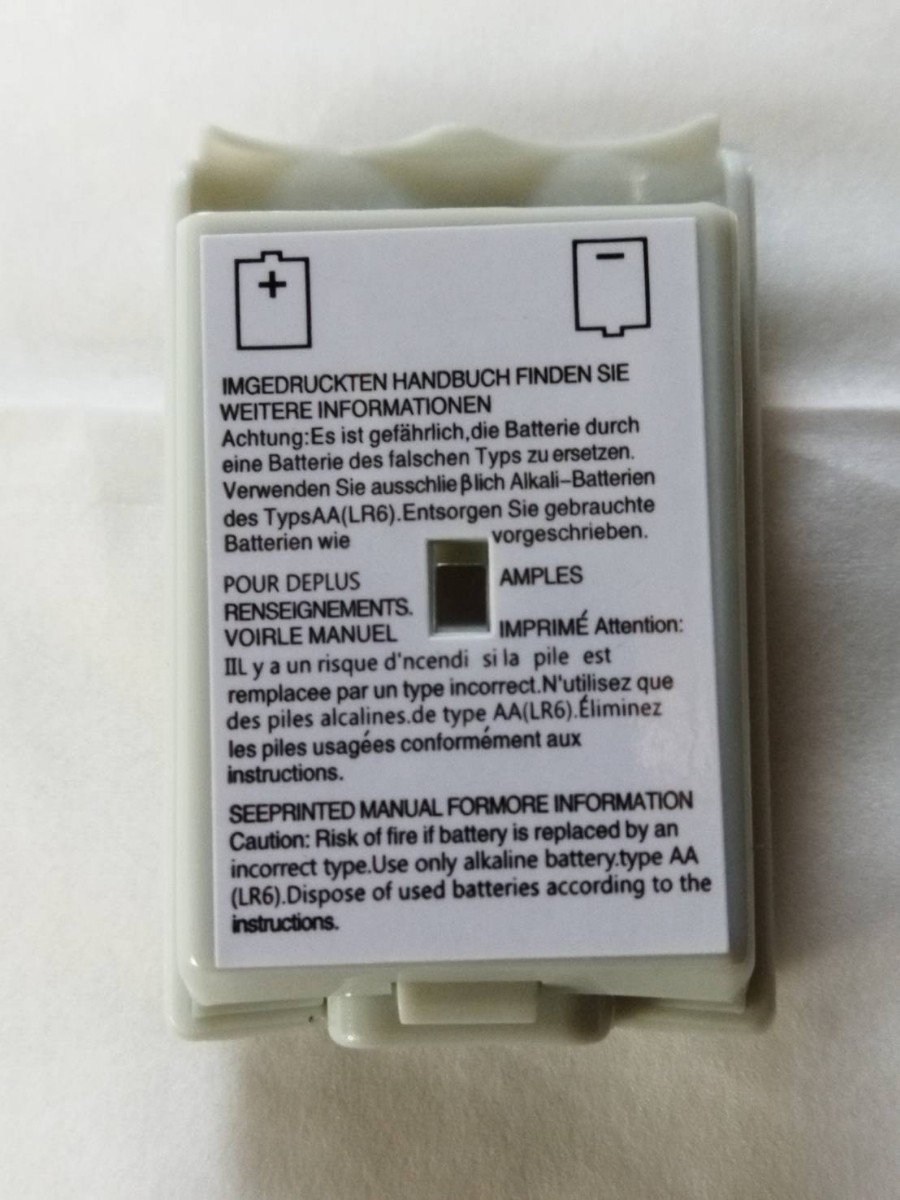 +
−
IMGEDRUCKTEN HANDBUCH FINDEN SIE
WEITERE INFORMATIONEN
Achtung:Es ist gefährlich,die Batterie durch
eine Batterie des falschen Typs zu ersetzen.
Verwenden Sie ausschlieβlich Alkali-Batterien
des TypsAA(LR6).Entsorgen Sie gebrauchte
Batterien wie vorgeschrieben.
POUR DEPLUS AMPLES
RENSEIGNEMENTS.
VOIRLE MANUEL IMPRIMÉ Attention:
IIL y a un risque d'ncendi si la pile est
remplacee par un type incorrect.N'utilisez que
des piles alcalines.de type AA(LR6).Éliminez
les piles usagées conformément aux
instructions.
SEEPRINTED MANUAL FORMORE INFORMATION
Caution: Risk of fire if battery is replaced by an
incorrect type.Use only alkaline battery.type AA
(LR6).Dispose of used batteries according to the
instructions.